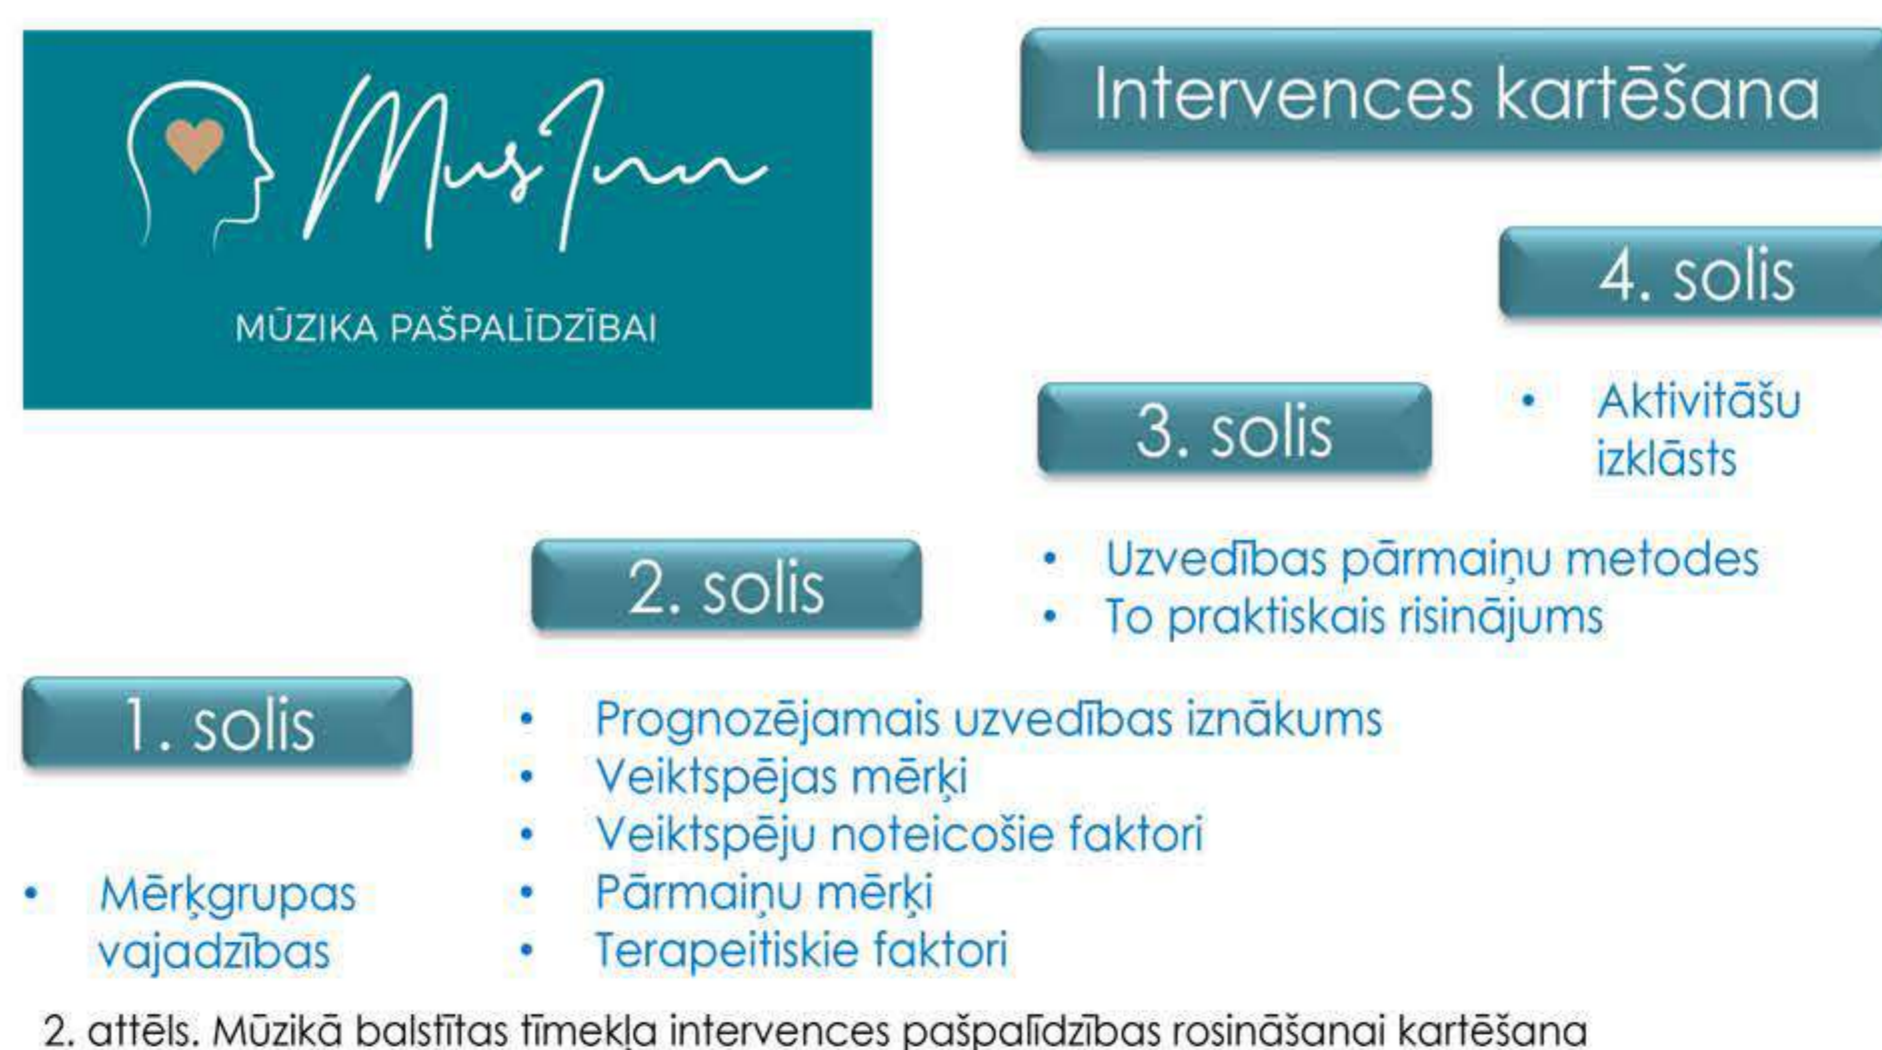 MusInn
MŪZIKA PAŠPALĪDZĪBAI
Intervences kartēšana
1. solis
• Mērķgrupas
vajadzības
2. solis
• Prognozējamais uzvedības iznākums
• Veiktspējas mērķi
• Veiktspēju noteicošie faktori
• Pārmaiņu mērķi
• Terapeitiskie faktori
3. solis
• Uzvedības pārmaiņu metodes
• To praktiskais risinājums
4. solis
• Aktivitāšu
izklāsts
2. attēls. Mūzikā balstītas tīmekļa intervences pašpalīdzības rosināšanai kartēšana